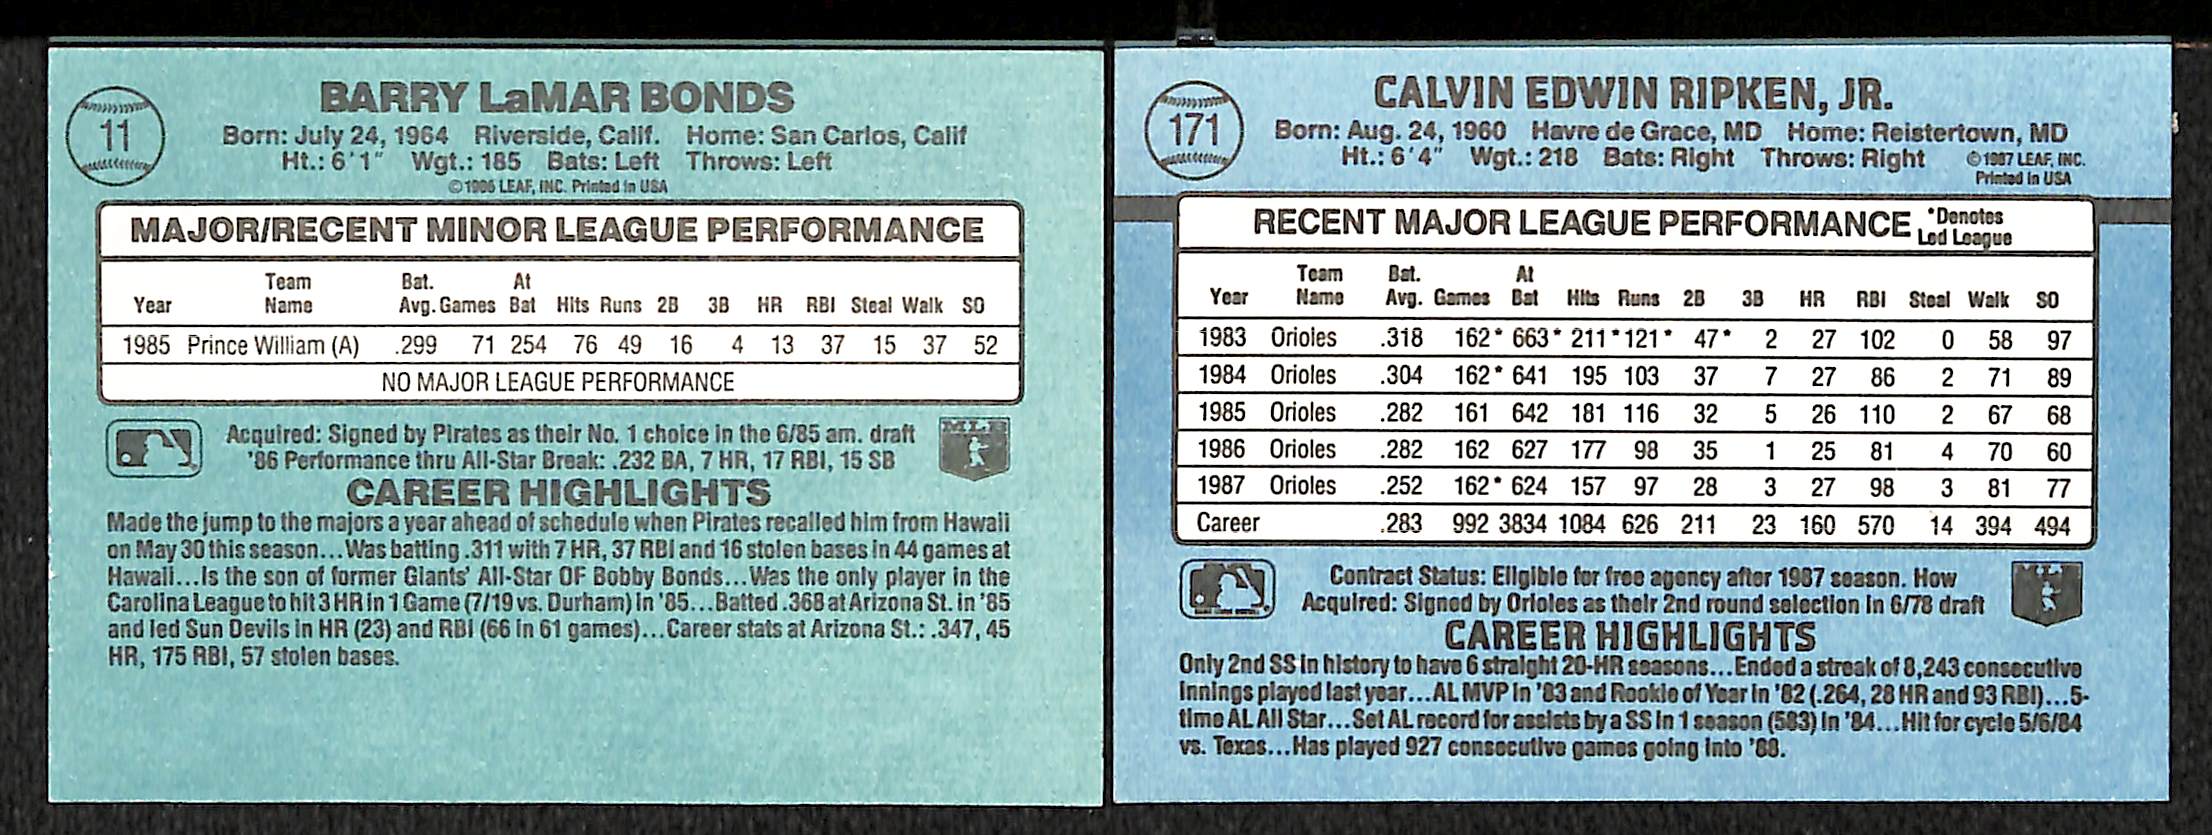 11
BARRY LaMAR BONDS
Born: July 24, 1964 Riverside, Calif. Home: San Carlos, Calif
Ht.: 6'1" Wgt.: 185 Bats: Left Throws: Left
©1986 LEAF, INC. Printed in USA
MAJOR/RECENT MINOR LEAGUE PERFORMANCE
Team Bat. At
Year Name Avg. Games Bat Hits Runs 2B 3B HR RBI Steal Walk SO
1985 Prince William (A) .299 71 254 76 49 16 4 13 37 15 37 52
NO MAJOR LEAGUE PERFORMANCE
Acquired: Signed by Pirates as their No. 1 choice in the 6/85 am. draft
'86 Performance thru All-Star Break: .232 BA, 7 HR, 17 RBI, 15 SB
MLB
CAREER HIGHLIGHTS
Made the jump to the majors a year ahead of schedule when Pirates recalled him from Hawaii
on May 30 this season...Was batting .311 with 7 HR, 37 RBI and 16 stolen bases in 44 games at
Hawaii...Is the son of former Giants' All-Star OF Bobby Bonds...Was the only player in the
Carolina League to hit 3 HR in 1 Game (7/19 vs. Durham) in '85...Batted .368 at Arizona St. in '85
and led Sun Devils in HR (23) and RBI (66 in 61 games)...Career stats at Arizona St.: .347, 45
HR, 175 RBI, 57 stolen bases.
171
CALVIN EDWIN RIPKEN, JR.
Born: Aug. 24, 1960 Havre de Grace, MD Home: Reistertown, MD
Ht.: 6'4" Wgt.: 218 Bats: Right Throws: Right ©1987 LEAF, INC.
Printed in USA
RECENT MAJOR LEAGUE PERFORMANCE *Denotes
Led League
Team Bat. At
Year Name Avg. Games Bat Hits Runs 2B 3B HR RBI Steal Walk SO
1983 Orioles .318 162* 663* 211* 121* 47* 2 27 102 0 58 97
1984 Orioles .304 162* 641 195 103 37 7 27 86 2 71 89
1985 Orioles .282 161 642 181 116 32 5 26 110 2 67 68
1986 Orioles .282 162 627 177 98 35 1 25 81 4 70 60
1987 Orioles .252 162* 624 157 97 28 3 27 98 3 81 77
Career .283 992 3834 1084 626 211 23 160 570 14 394 494
Contract Status: Eligible for free agency after 1987 season. How
Acquired: Signed by Orioles as their 2nd round selection in 6/78 draft
MLB
CAREER HIGHLIGHTS
Only 2nd SS in history to have 6 straight 20-HR seasons...Ended a streak of 8,243 consecutive
innings played last year...AL MVP in '83 and Rookie of Year in '82 (.264, 28 HR and 93 RBI)...5-
time AL All Star...Set AL record for assists by a SS in 1 season (583) in '84...Hit for cycle 5/6/84
vs. Texas...Has played 927 consecutive games going into '88.